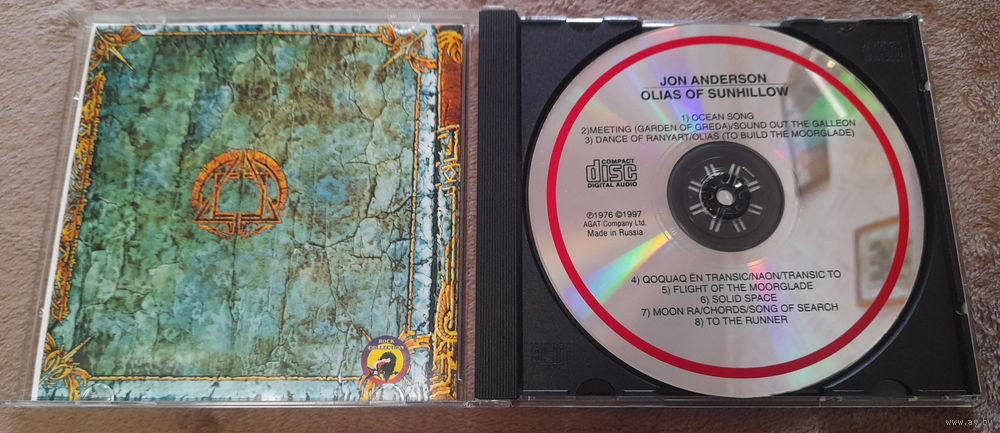 ROCK
COLLECTION
JON ANDERSON
OLIAS OF SUNHILLOW
1) OCEAN SONG
2)MEETING (GARDEN OF GREDA)/SOUND OUT THE GALLEON
3) DANCE OF RANYART/OLIAS (TO BUILD THE MOORGLADE)
COMPACT
disc
DIGITAL AUDIO
℗1976 ©1997
AGAT Company Ltd.
Made in Russia
4) QOQUAQ ËN TRANSIC/NAON/TRANSIC TO
5) FLIGHT OF THE MOORGLADE
6) SOLID SPACE
7) MOON RA/CHORDS/SONG OF SEARCH
8) TO THE RUNNER
www.ay.by